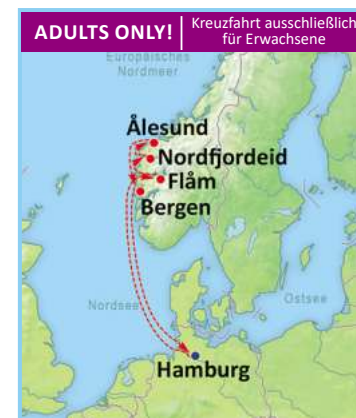 ADULTS ONLY!
Kreuzfahrt ausschließlich
für Erwachsene
Europäisches
Nordmeer
Ålesund
Nordfjordeid
Flåm
Bergen
Nordsee
Ostsee
Hamburg